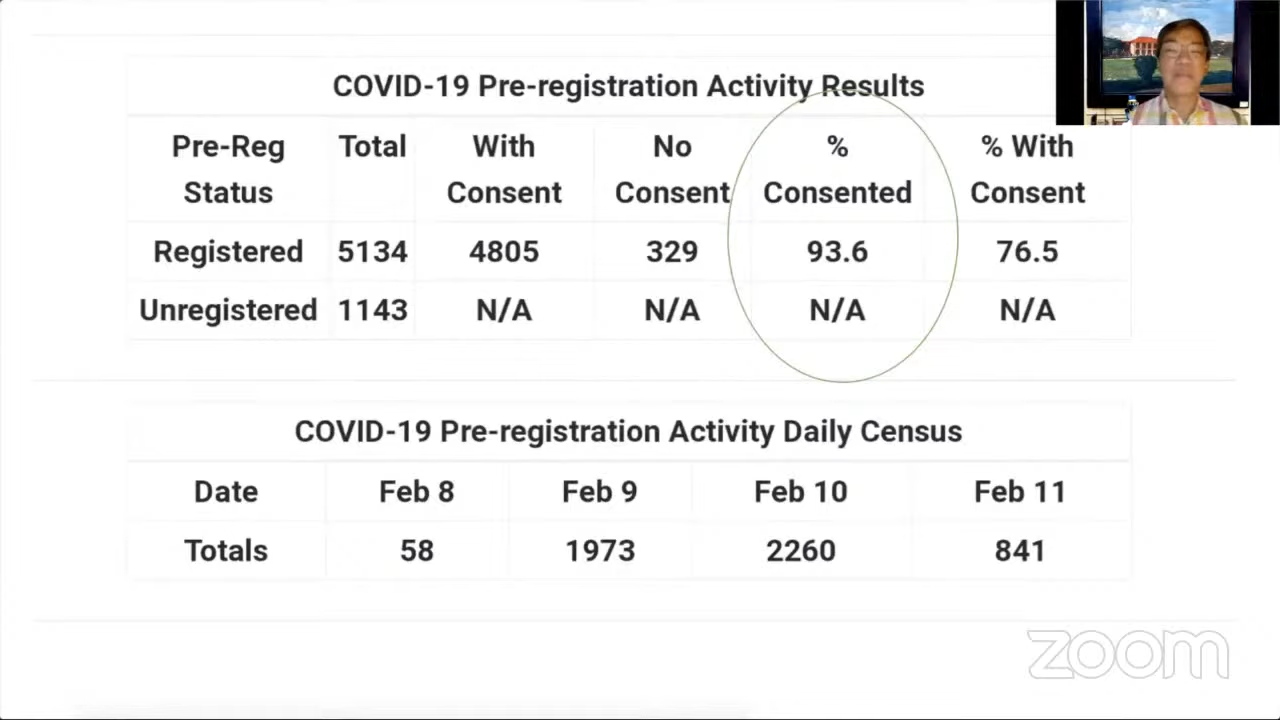 COVID-19 Pre-registration Activity Results
Pre-Reg Status Total With Consent No Consent % Consented % With Consent
Registered 5134 4805 329 93.6 76.5
Unregistered 1143 N/A N/A N/A N/A
COVID-19 Pre-registration Activity Daily Census
Date Feb 8 Feb 9 Feb 10 Feb 11
Totals 58 1973 2260 841
zoom